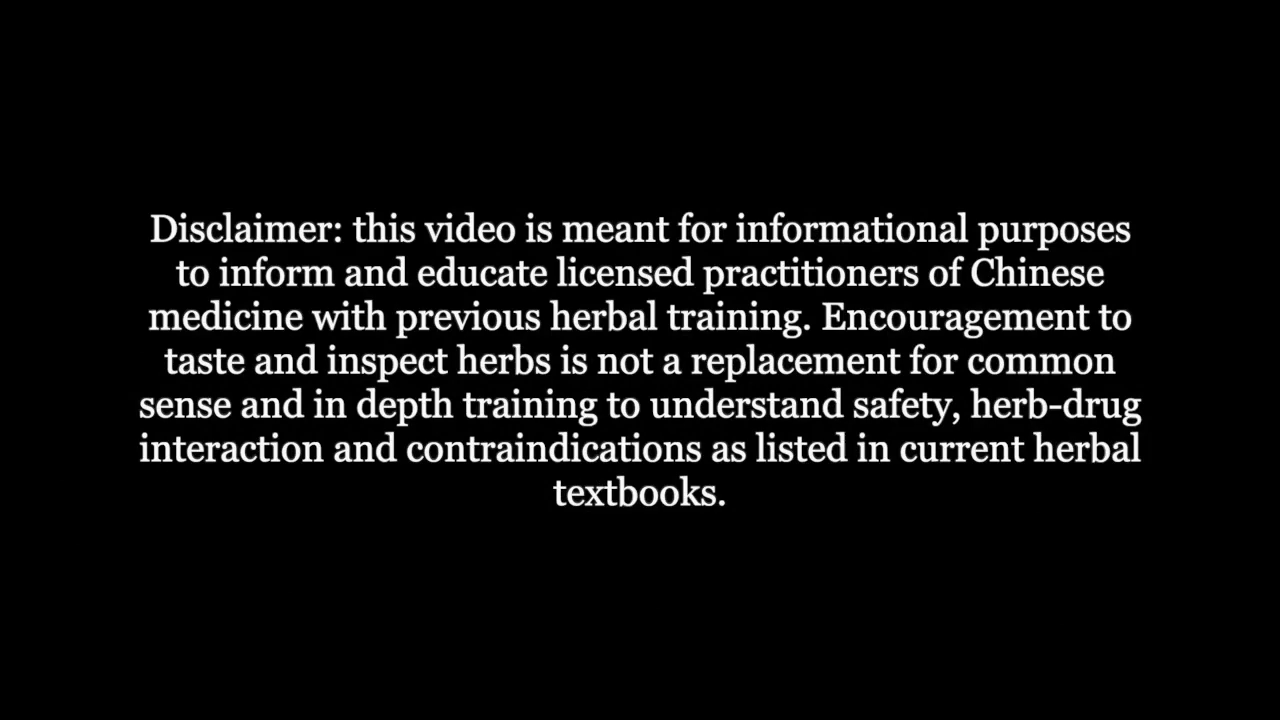 Disclaimer: this video is meant for informational purposes
to inform and educate licensed practitioners of Chinese
medicine with previous herbal training. Encouragement to
taste and inspect herbs is not a replacement for common
sense and in depth training to understand safety, herb-drug
interaction and contraindications as listed in current herbal
textbooks.